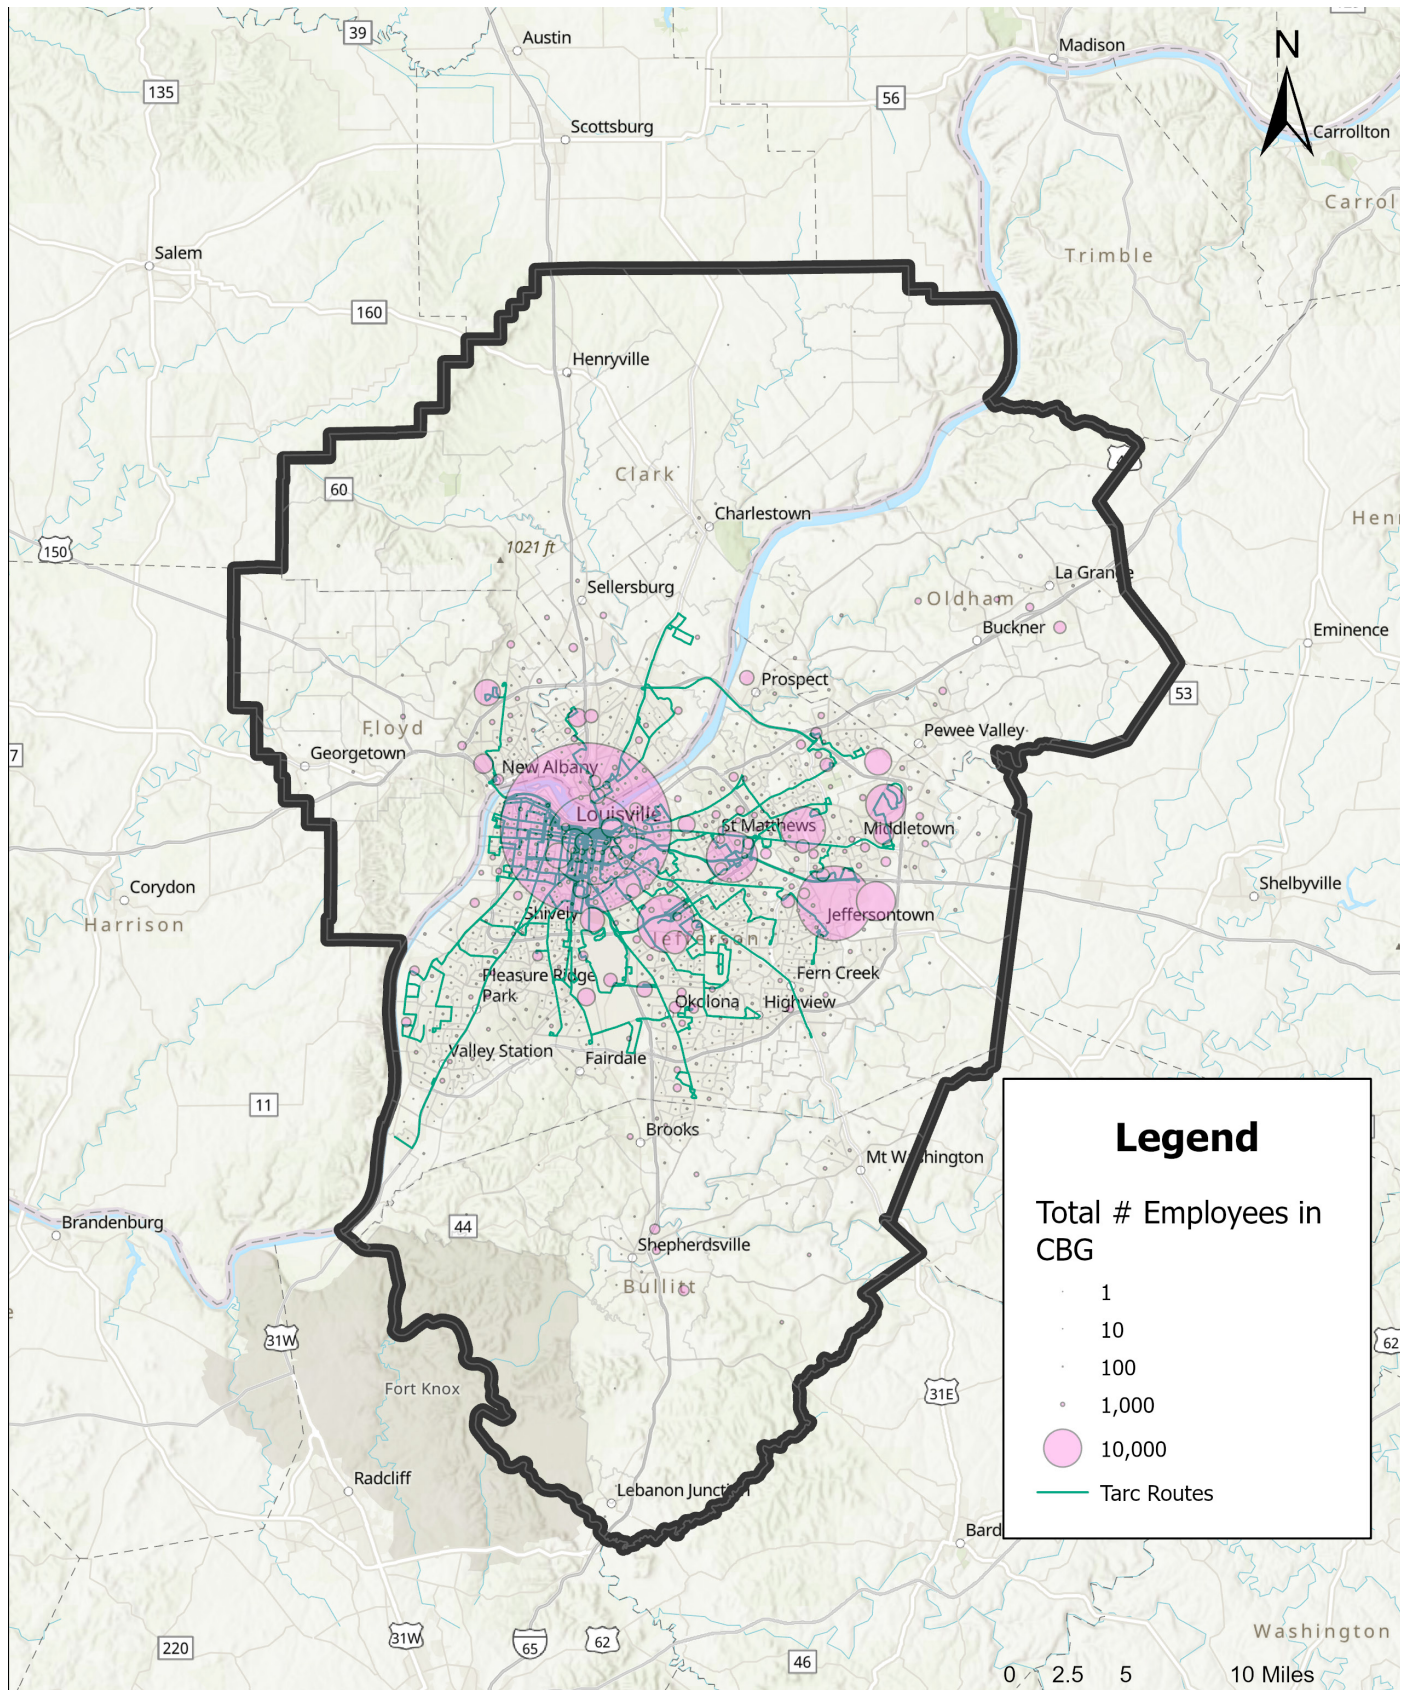 39
Austin
Madison
N
135
56
Scottsburg
Carrollton
Carrol
Salem
Trimble
160
Henryville
60
Clark
Charlestown
Hen
150
1021 ft
Sellersburg
La Grange
Oldham
Buckner
Eminence
Prospect
53
Floyd
Pewee Valley
7
Georgetown
New Albany
Louisville
St Matthews
Middletown
Corydon
Shelbyville
Harrison
Shively
Jeffersontown
Jefferson
Pleasure Ridge
Park
Fern Creek
Okolona
Highview
Valley Station
Fairdale
11
Brooks
Mt Washington
Brandenburg
44
Shepherdsville
Bullitt
31W
Fort Knox
31E
62
Radcliff
Lebanon Junction
Bard
Legend
Total # Employees in
CBG
1
10
100
1,000
10,000
Tarc Routes
220
31W
65
62
46
Washington
0 2.5 5 10 Miles